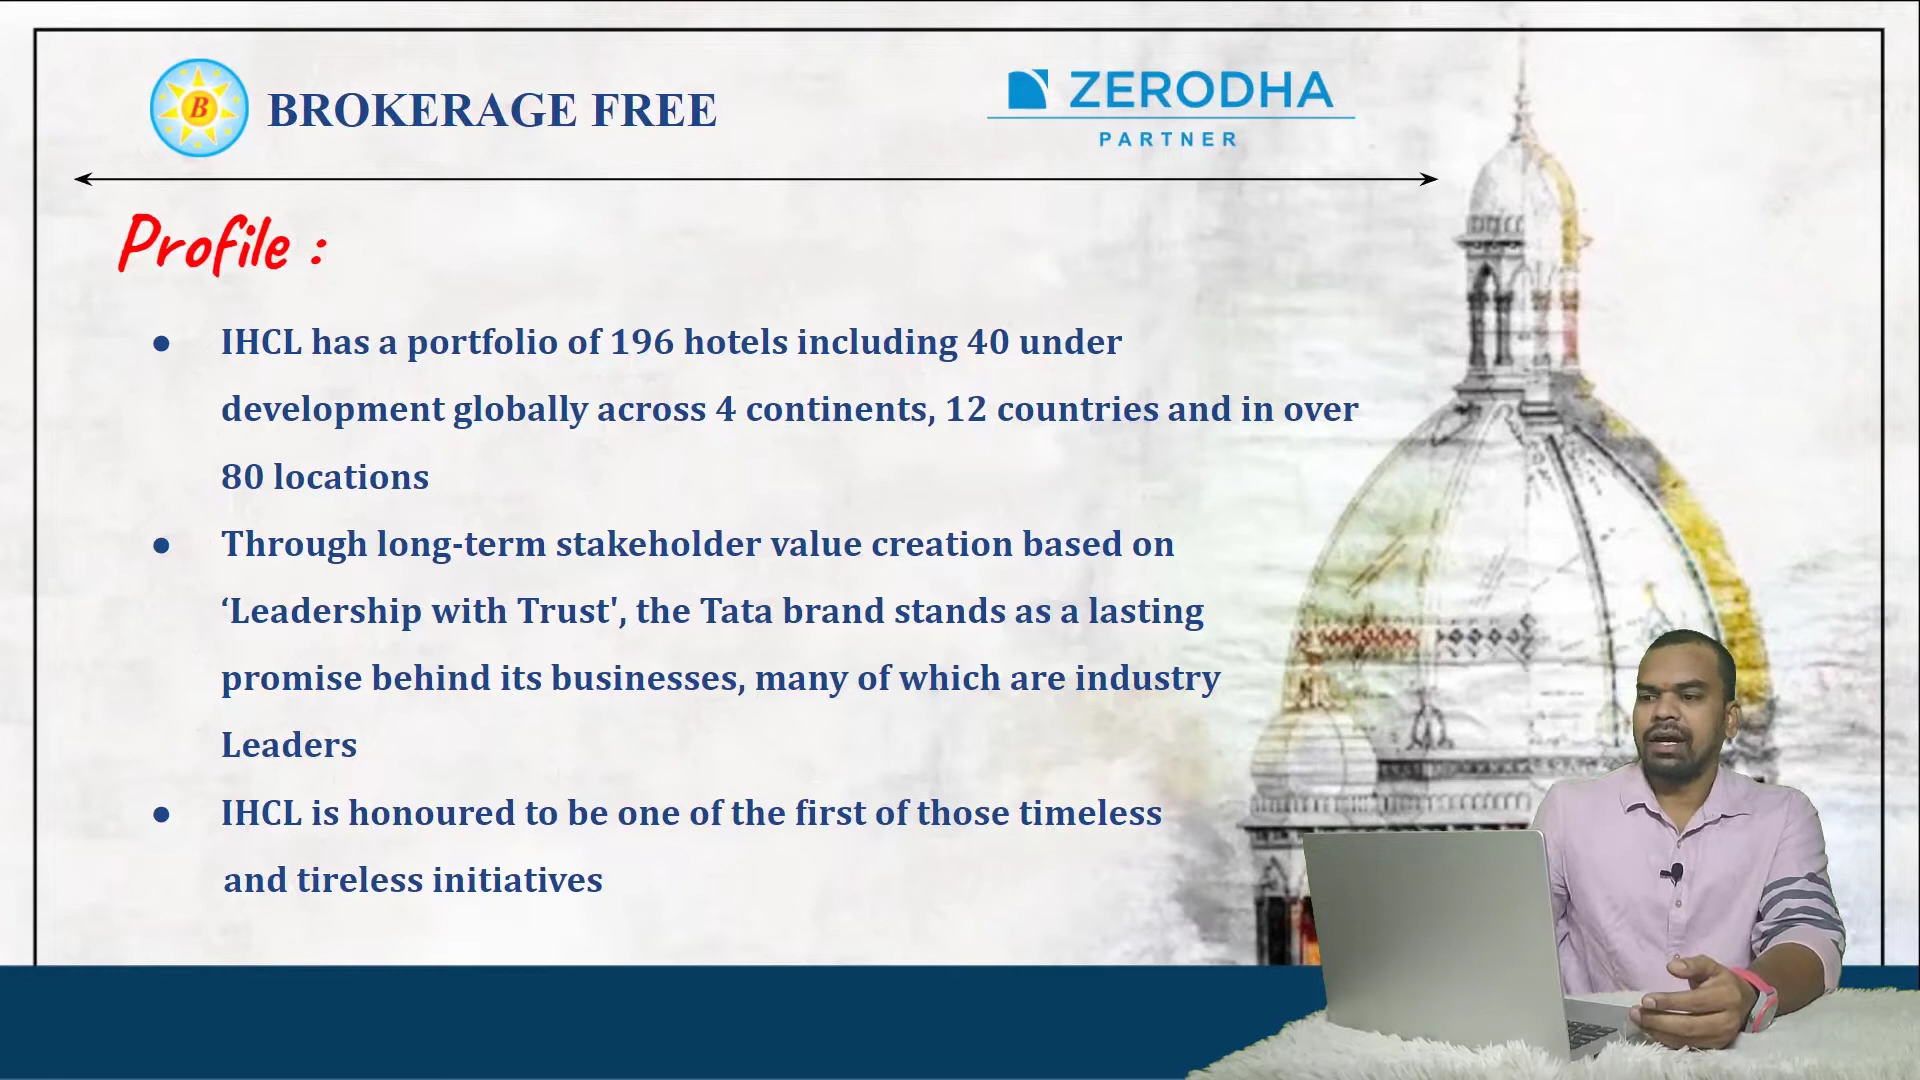 B BROKERAGE FREE
ZERODHA
PARTNER
Profile :
● IHCL has a portfolio of 196 hotels including 40 under
development globally across 4 continents, 12 countries and in over
80 locations
● Through long-term stakeholder value creation based on
‘Leadership with Trust', the Tata brand stands as a lasting
promise behind its businesses, many of which are industry
Leaders
● IHCL is honoured to be one of the first of those timeless
and tireless initiatives